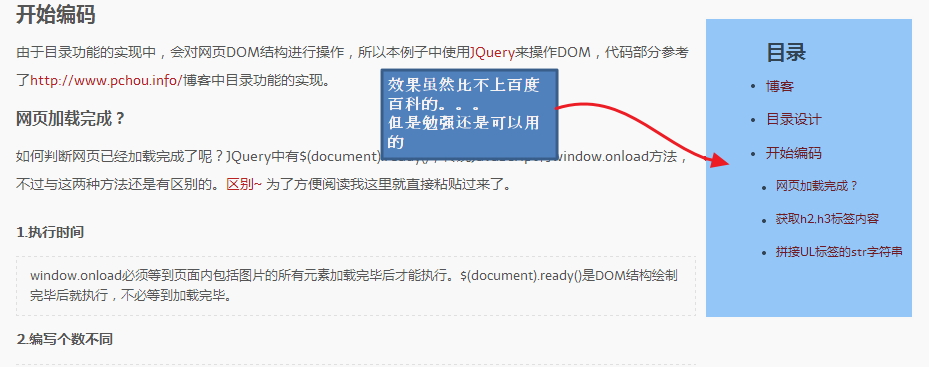 开始编码
由于目录功能的实现中，会对网页DOM结构进行操作，所以本例子中使用JQuery来操作DOM，代码部分参考
了http://www.pchou.info/博客中目录功能的实现。
网页加载完成？
如何判断网页已经加载完成了呢？JQuery中有$(document).ready()window.onload方法，
不过与这两种方法还是有区别的。区别~ 为了方便阅读我这里就直接粘贴过来了。
1.执行时间
window.onload必须等到页面内包括图片的所有元素加载完毕后才能执行。$(document).ready()是DOM结构绘制
完毕后就执行，不必等到加载完毕。
2.编写个数不同
效果虽然比不上百度
百科的。。。
但是勉强还是可以用
的
目录
博客
目录设计
开始编码
网页加载完成？
获取h2,h3标签内容
拼接UL标签的str字符串